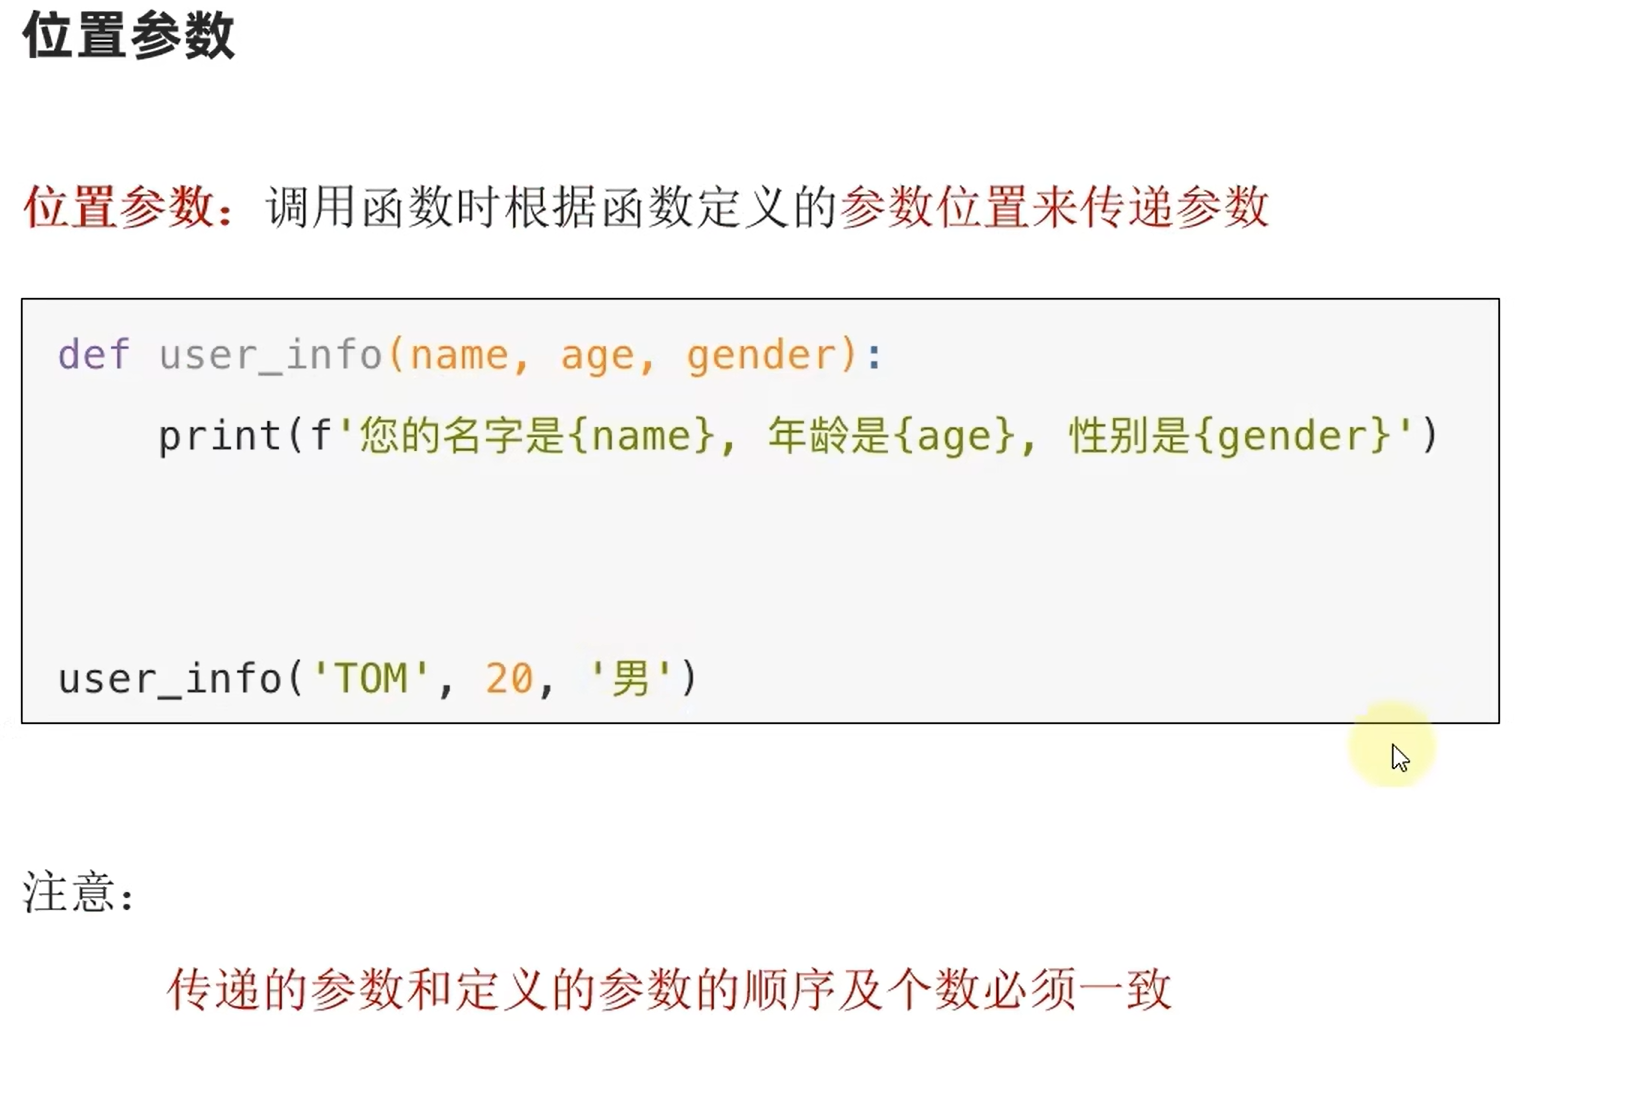 位置参数
位置参数：调用函数时根据函数定义的参数位置来传递参数
def user_info(name, age, gender):
    print(f'您的名字是{name}, 年龄是{age}, 性别是{gender}')
user_info('TOM', 20, '男')
注意：
传递的参数和定义的参数的顺序及个数必须一致